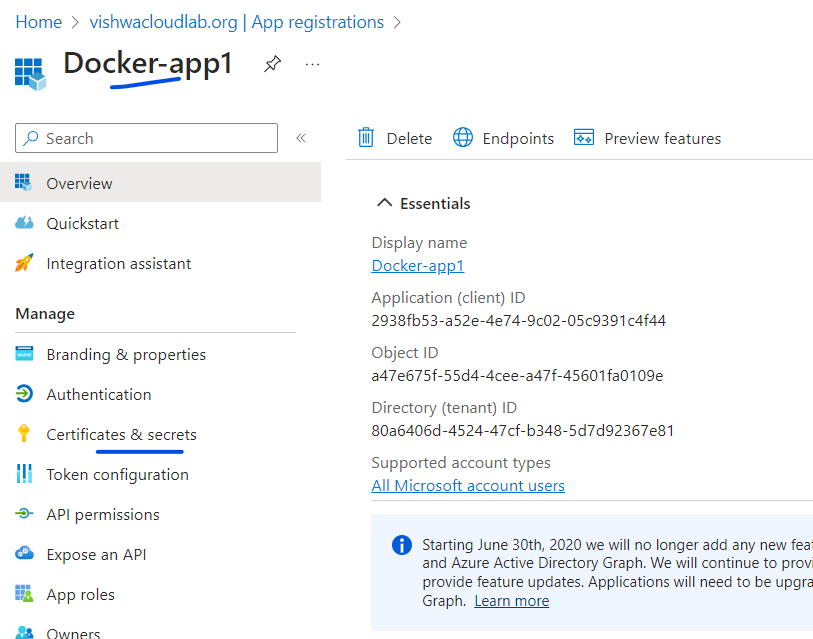 Home > vishwacloudlab.org | App registrations >
Docker-app1 ...
Search «
Overview
Quickstart
Integration assistant
Manage
Branding & properties
Authentication
Certificates & secrets
Token configuration
API permissions
Expose an API
App roles
Owners
Delete Endpoints Preview features
Essentials
Display name
Docker-app1
Application (client) ID
2938fb53-a52e-4e74-9c02-05c9391c4f44
Object ID
a47e675f-55d4-4cee-a47f-45601fa0109e
Directory (tenant) ID
80a6406d-4524-47cf-b348-5d7d92367e81
Supported account types
All Microsoft account users
Starting June 30th, 2020 we will no longer add any new feat
and Azure Active Directory Graph. We will continue to provi
provide feature updates. Applications will need to be upgra
Graph. Learn more